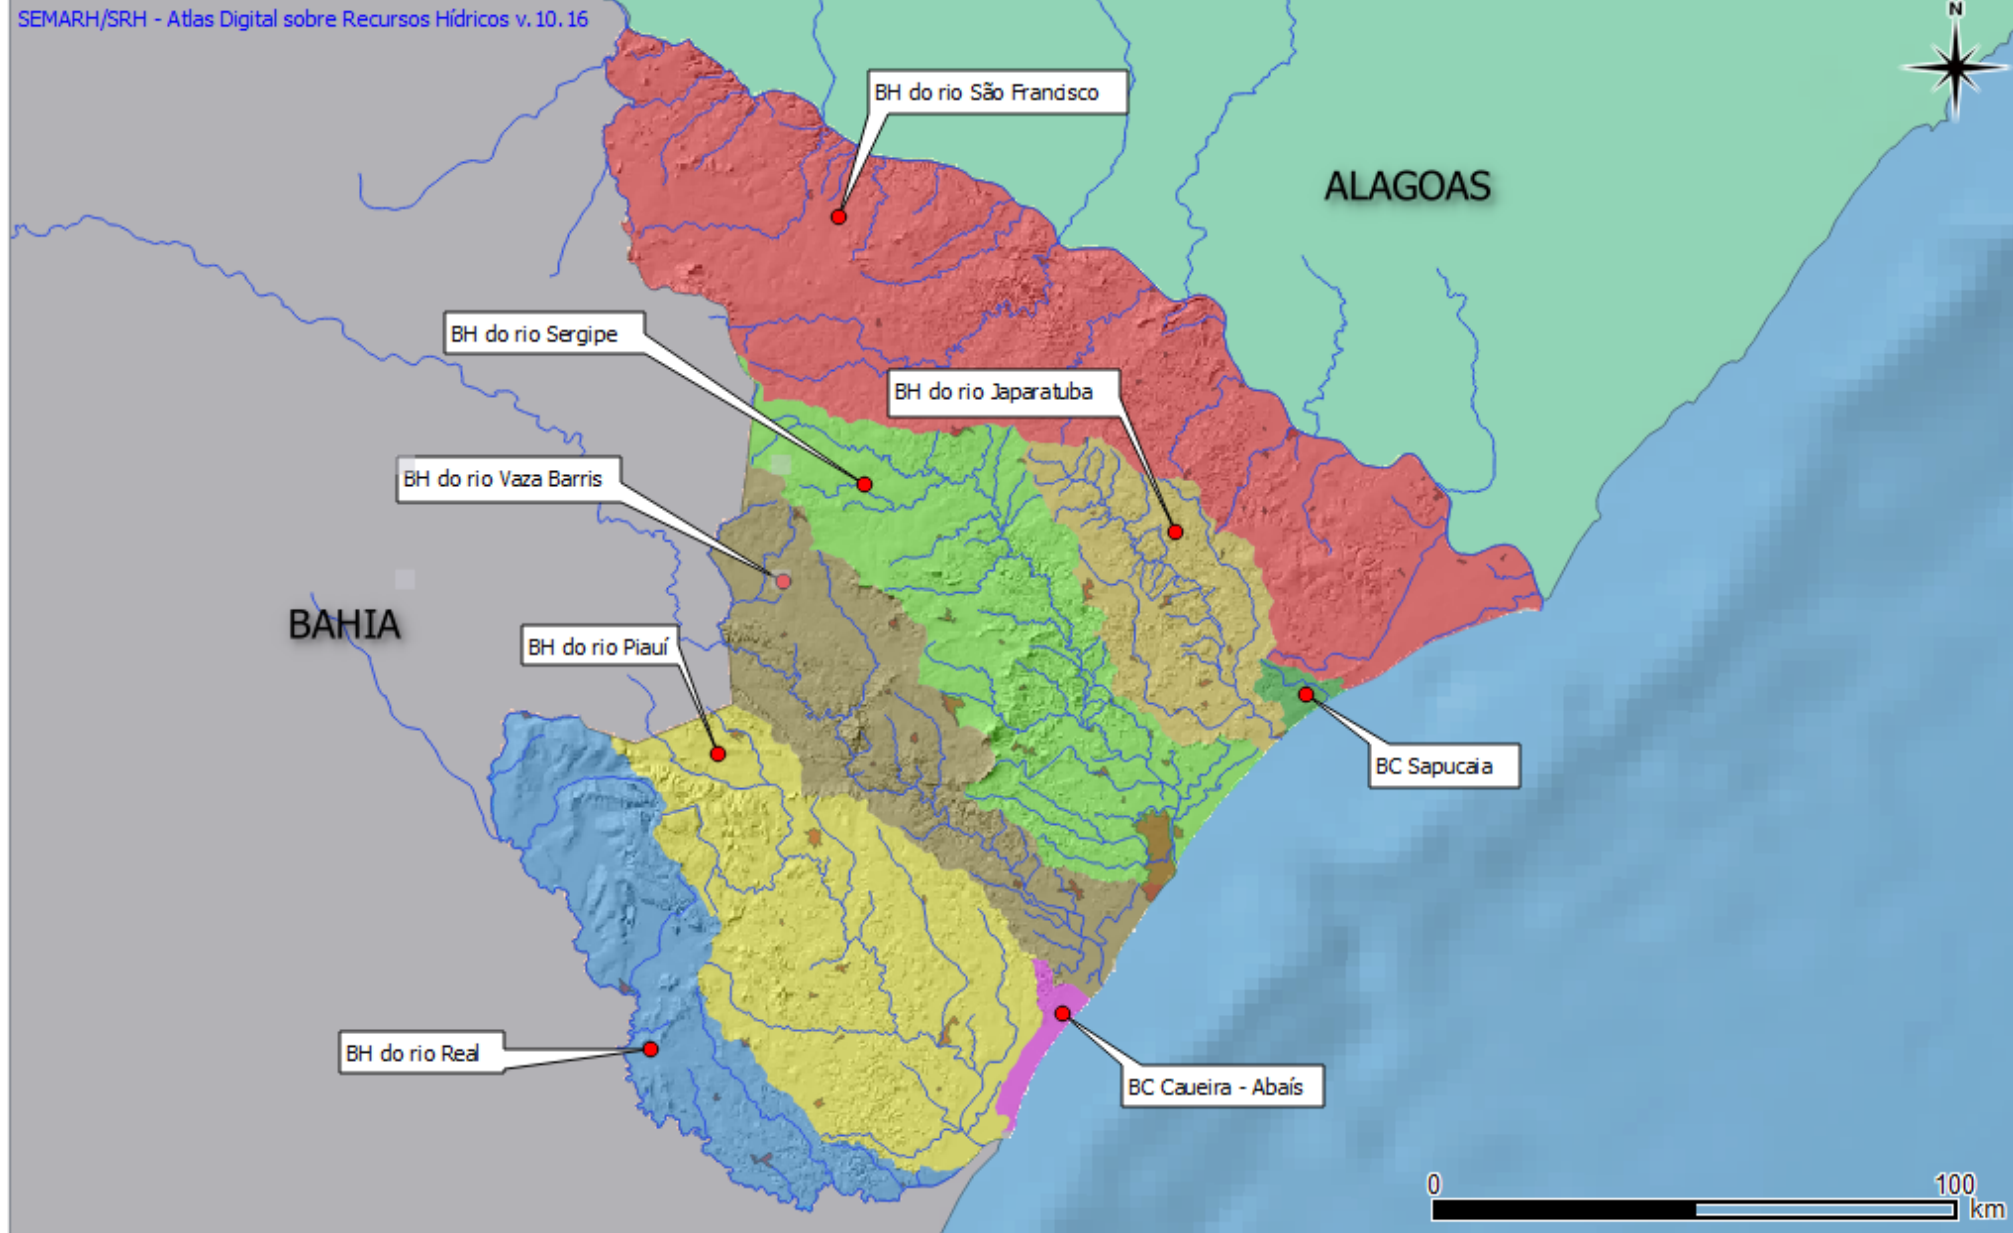 SEMARH/SRH - Atlas Digital sobre Recursos Hídricos v.10.16
N
BH do rio São Francisco
ALAGOAS
BH do rio Sergipe
BH do rio Japaratuba
BH do rio Vaza Barris
BAHIA
BH do rio Piauí
BC Sapucaia
BH do rio Real
BC Caueira - Abaís
0 100
km